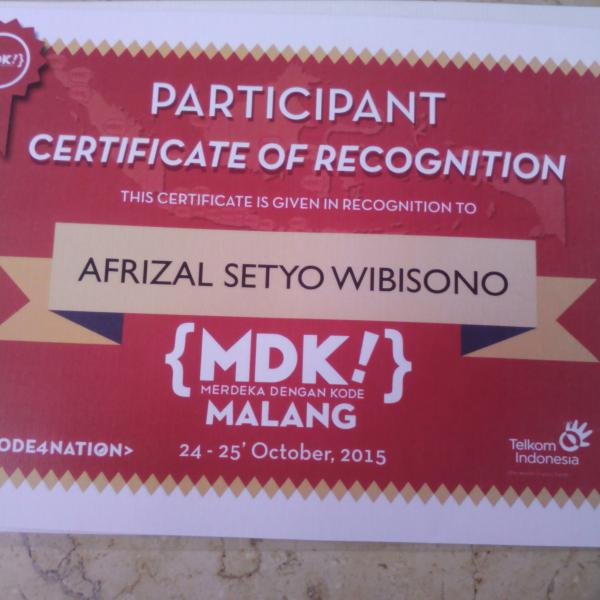 DK!}
PARTICIPANT
CERTIFICATE OF RECOGNITION
THIS CERTIFICATE IS GIVEN IN RECOGNITION TO
AFRIZAL SETYO WIBISONO
{MDK!}
MERDEKA DENGAN KODE
MALANG
ODE4NATION>
24 - 25' October, 2015
Telkom
Indonesia